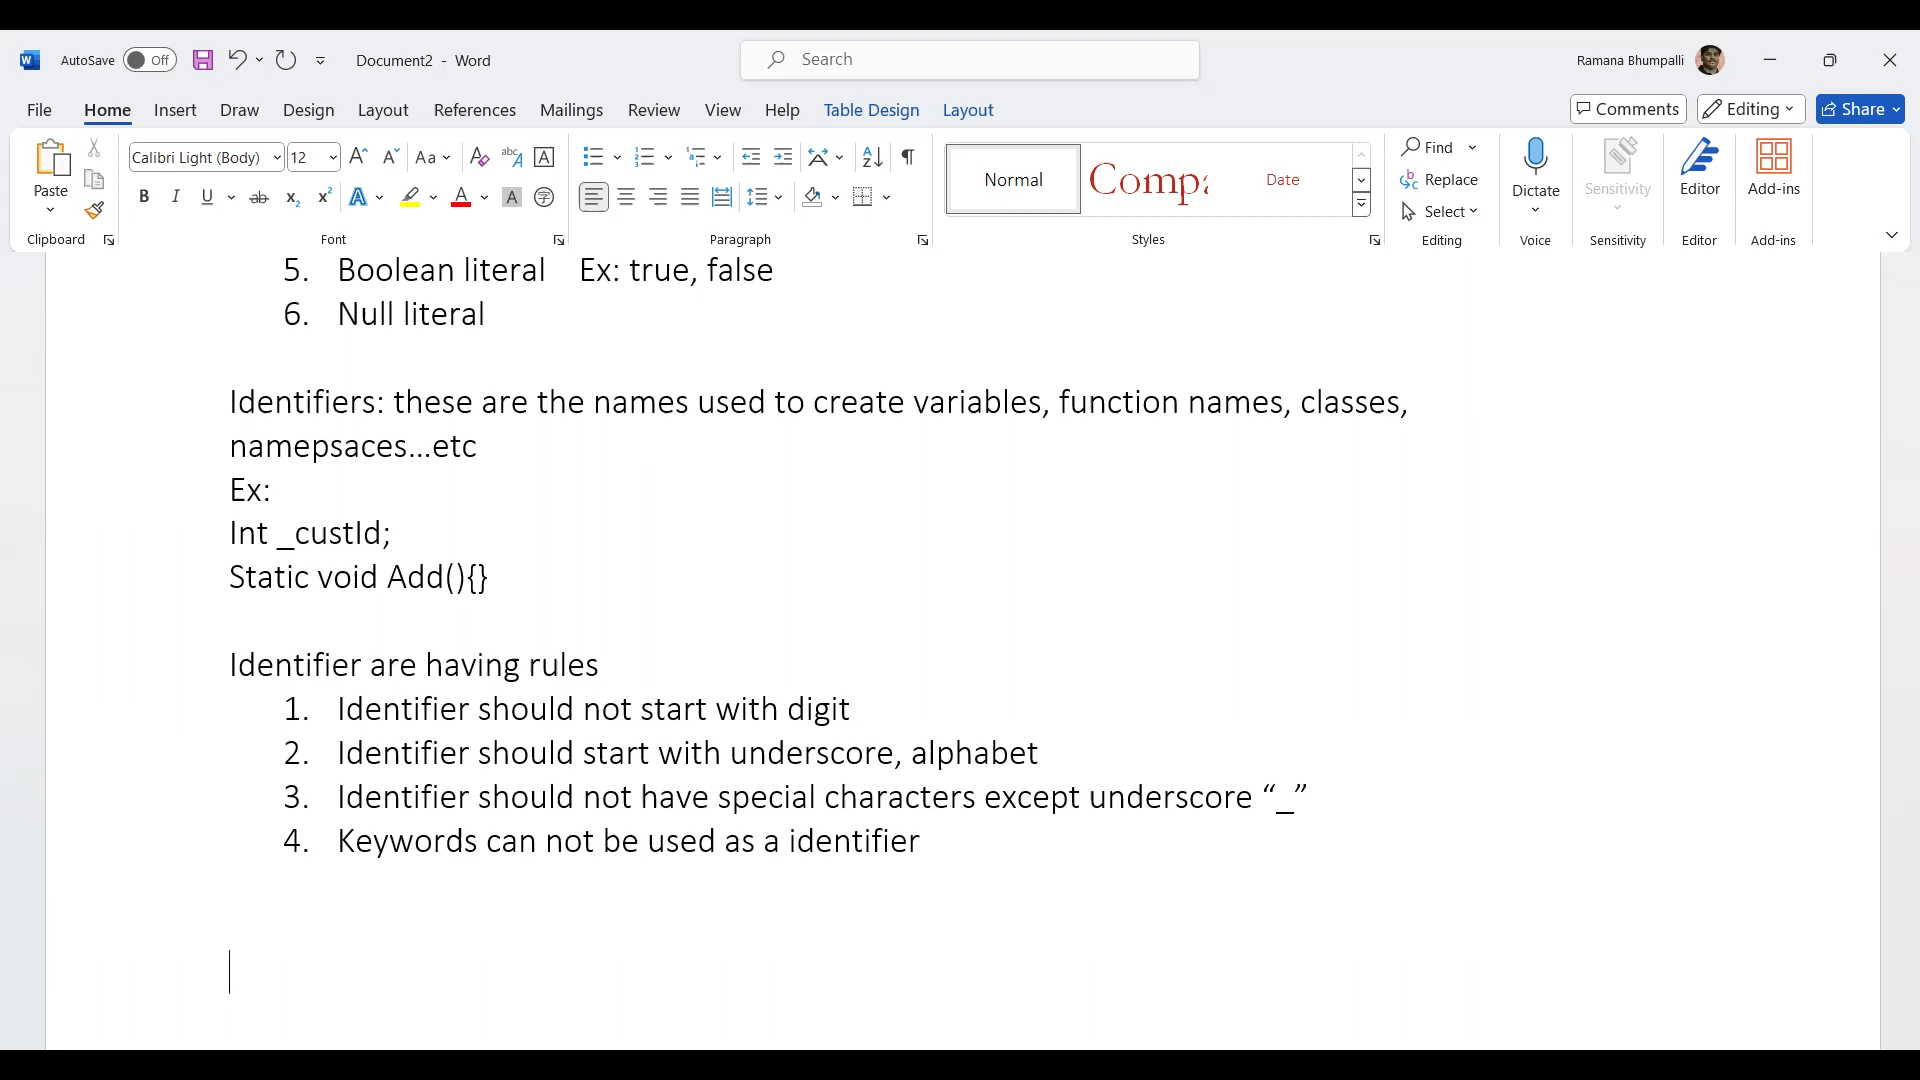 AutoSave Off Document2 - Word Search Ramana Bhumpalli
File Home Insert Draw Design Layout References Mailings Review View Help Table Design Layout Comments Editing Share
Paste
Calibri Light (Body) 12
Aa
B I U ab x2 x2 A A A
Normal Compa Date
Find
Replace
Select
Dictate
Sensitivity
Editor
Add-ins
Clipboard Font Paragraph Styles Editing Voice Sensitivity Editor Add-ins
5. Boolean literal Ex: true, false
6. Null literal
Identifiers: these are the names used to create variables, function names, classes,
namepsaces...etc
Ex:
Int _custId;
Static void Add(){}
Identifier are having rules
1. Identifier should not start with digit
2. Identifier should start with underscore, alphabet
3. Identifier should not have special characters except underscore “_”
4. Keywords can not be used as a identifier